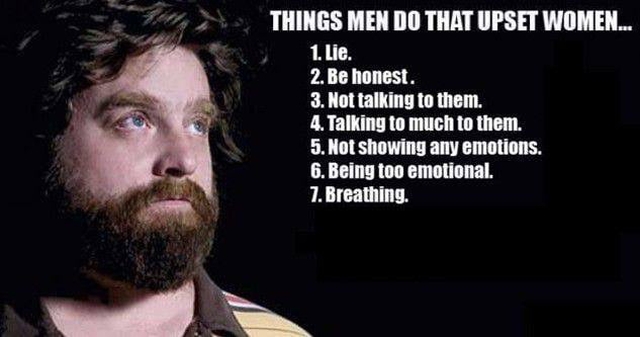 THINGS MEN DO THAT UPSET WOMEN...
1. Lie.
2. Be honest.
3. Not talking to them.
4. Talking to much to them.
5. Not showing any emotions.
6. Being too emotional.
7. Breathing.